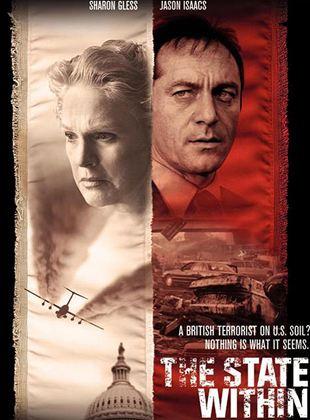 SHARON GLESS JASON ISAACS
A BRITISH TERRORIST ON U.S. SOIL?
NOTHING IS WHAT IT SEEMS.
THE STATE
WITHIN